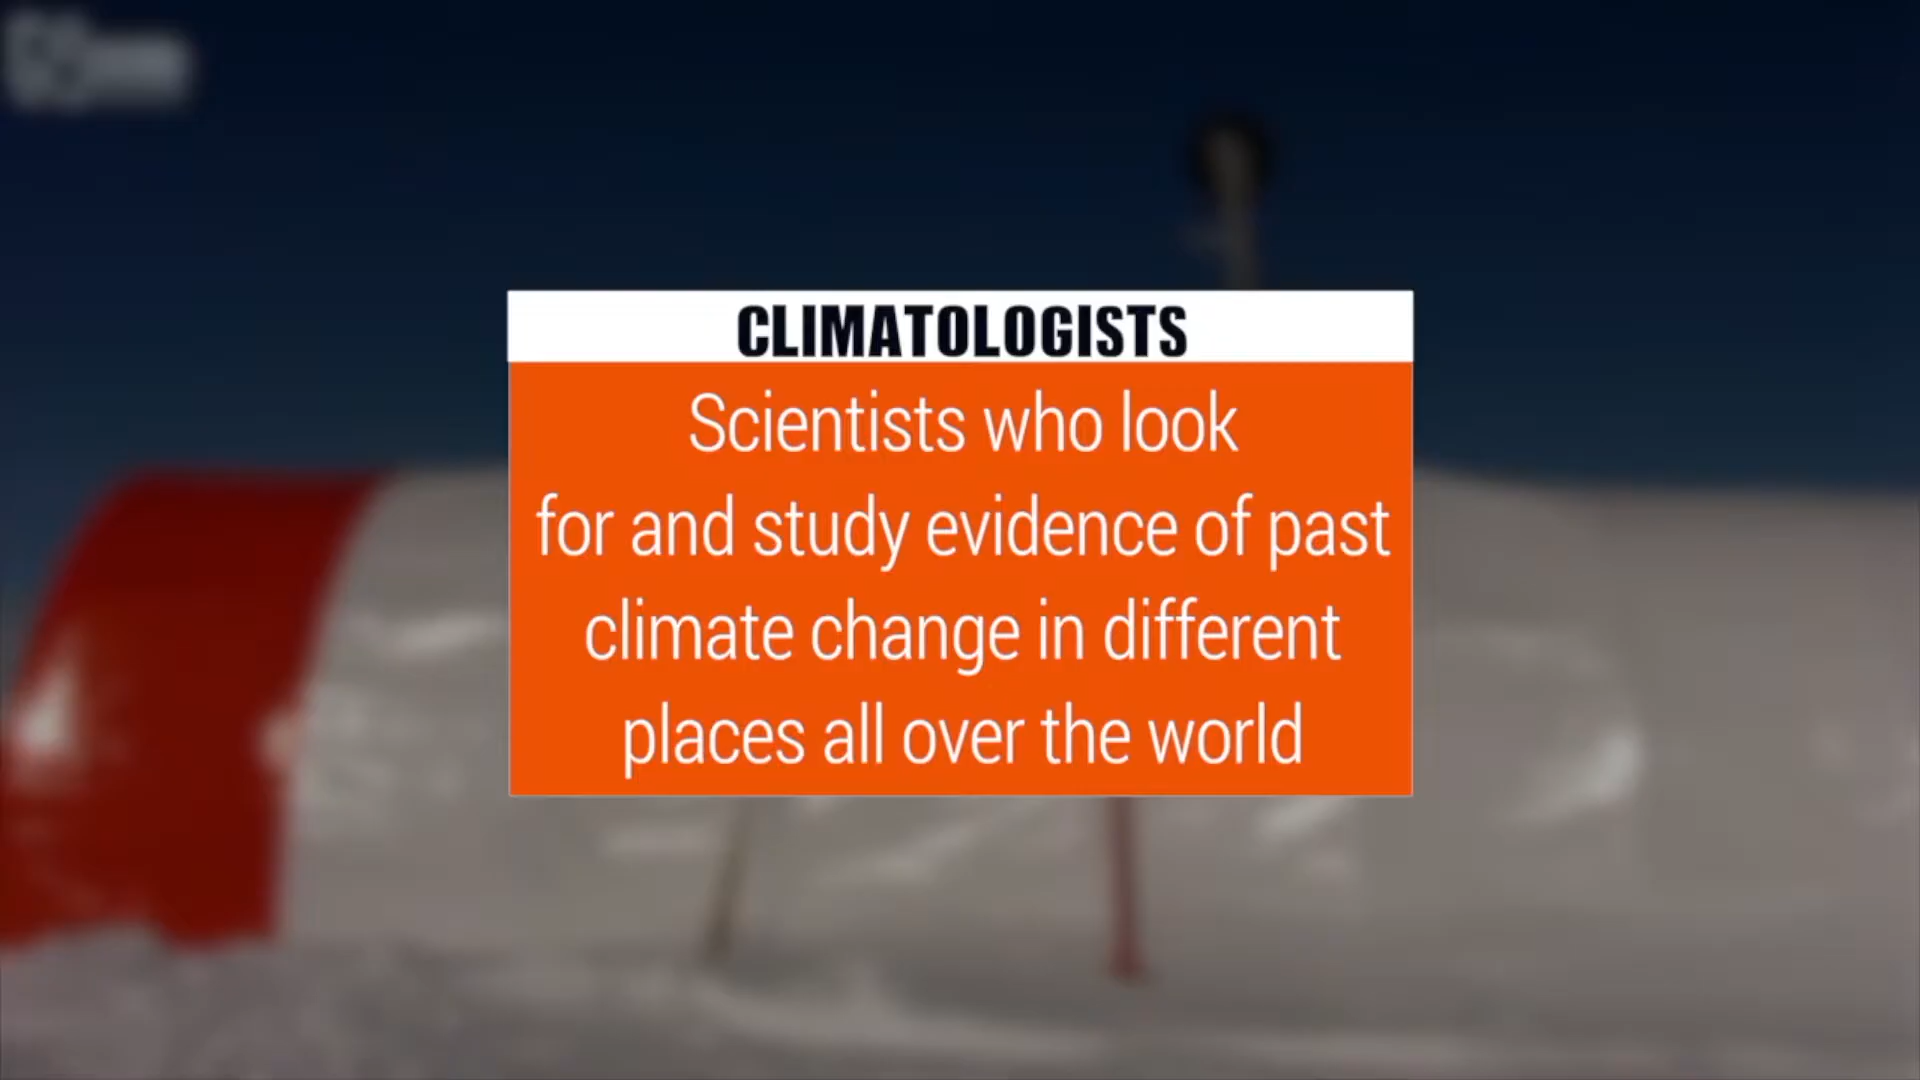 CLIMATOLOGISTS
Scientists who look
for and study evidence of past
climate change in different
places all over the world